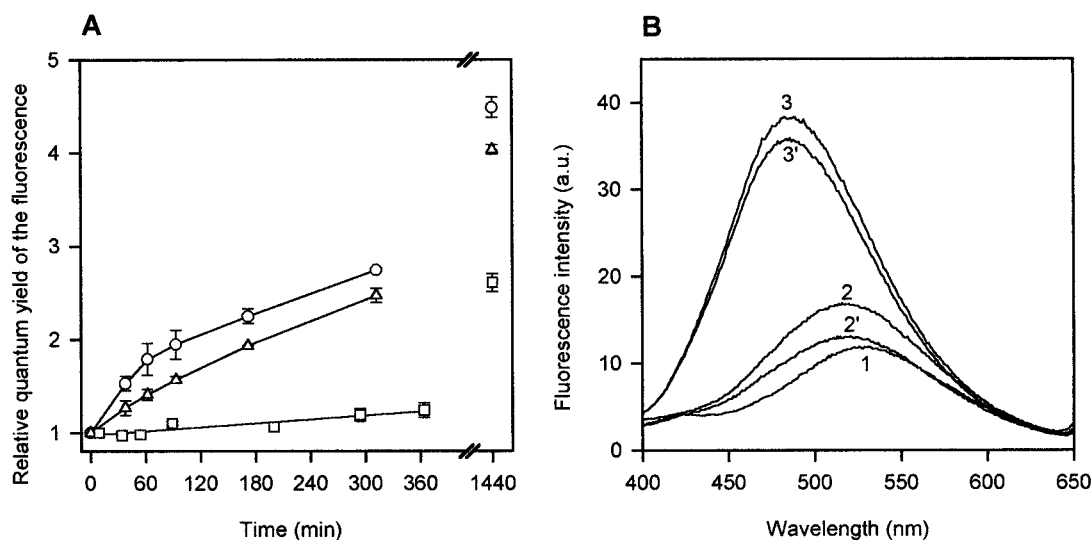 A
Relative quantum yield of the fluorescence
5
4
3
2
1
0 60 120 180 240 300 360 1440
Time (min)
B
Fluorescence intensity (a.u.)
40
30
20
10
0
3
3'
2
2'
1
400 450 500 550 600 650
Wavelength (nm)